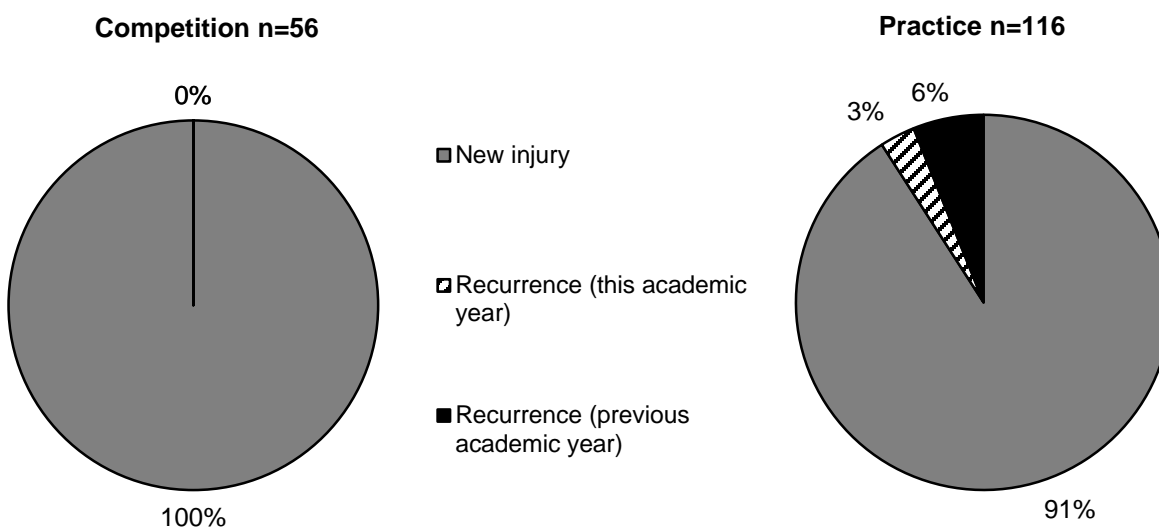 Competition n=56
0%
100%
New injury
Recurrence (this academic
year)
Recurrence (previous
academic year)
Practice n=116
3%
6%
91%